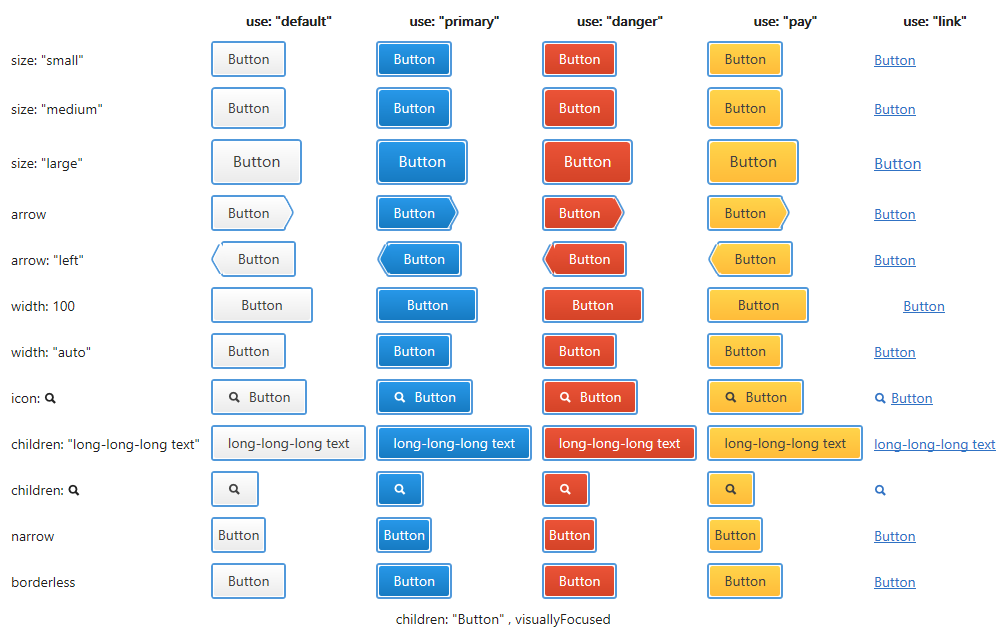 use: "default" use: "primary" use: "danger" use: "pay" use: "link"
size: "small" Button Button Button Button Button
size: "medium" Button Button Button Button Button
size: "large" Button Button Button Button Button
arrow Button Button Button Button Button
arrow: "left" Button Button Button Button Button
width: 100 Button Button Button Button Button
width: "auto" Button Button Button Button Button
icon: Button Button Button Button Button
children: "long-long-long text" long-long-long text long-long-long text long-long-long text long-long-long text long-long-long text
children:
narrow Button Button Button Button Button
borderless Button Button Button Button Button
children: "Button" , visuallyFocused